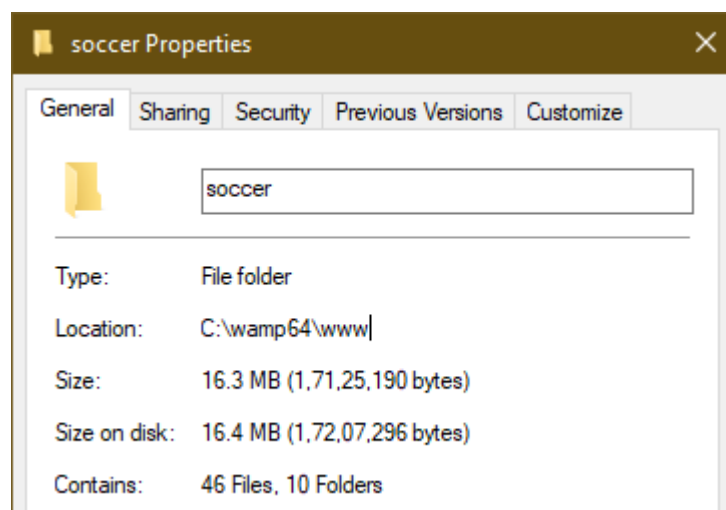 soccer Properties
General Sharing Security Previous Versions Customize
soccer
Type: File folder
Location: C:\wamp64\www
Size: 16.3 MB (1,71,25,190 bytes)
Size on disk: 16.4 MB (1,72,07,296 bytes)
Contains: 46 Files, 10 Folders